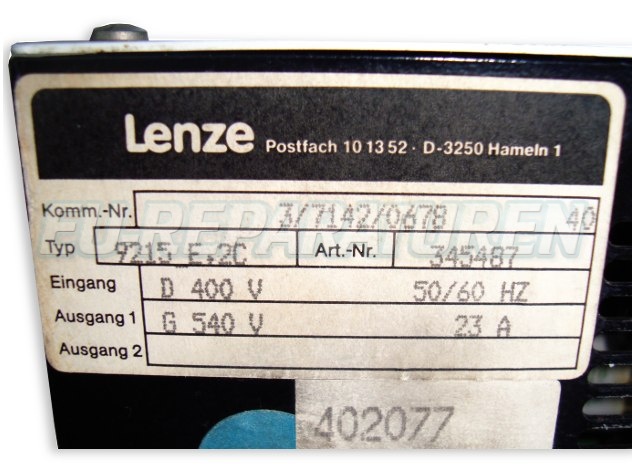 Lenze Postfach 10 13 52 · D-3250 Hameln 1
Komm.-Nr. 3/7142/0678 40
Typ 9215 E.2C Art.-Nr. 345487
Eingang D 400 V 50/60 HZ
Ausgang 1 G 540 V 23 A
Ausgang 2
402077